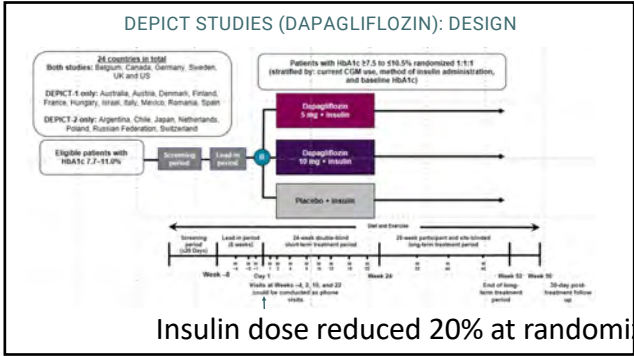 DEPICT STUDIES (DAPAGLIFLOZIN): DESIGN
24 countries in total
Both studies: Belgium, Canada, Germany, Sweden,
UK and US
DEPICT-1 only: Australia, Austria, Denmark, Finland,
France, Hungary, Israel, Italy, Mexico, Romania, Spain
DEPICT-2 only: Argentina, Chile, Japan, Netherlands,
Poland, Russian Federation, Switzerland
Patients with HbA1c ≥7.5 to ≤10.5% randomized 1:1:1
(stratified by: current CGM use, method of insulin administration,
and baseline HbA1c)
Eligible patients with
HbA1c 7.7–11.0%
Screening
period
Lead-in
period
R
Dapagliflozin
5 mg + insulin
Dapagliflozin
10 mg + insulin
Placebo + insulin
Diet and Exercise
Screening
period
(≤28 Days)
Lead-in period
(8 weeks)
24-week double-blind
short-term treatment period
28-week participant and site-blinded
long-term treatment period
Week –8
Day 1
Week 24
Week 52
Week 56
Visits at Weeks –4, 2, 10, and 22
could be conducted as phone
visits.
End of long-
term treatment
period
30-day post-
treatment follow
up
Insulin dose reduced 20% at randomi